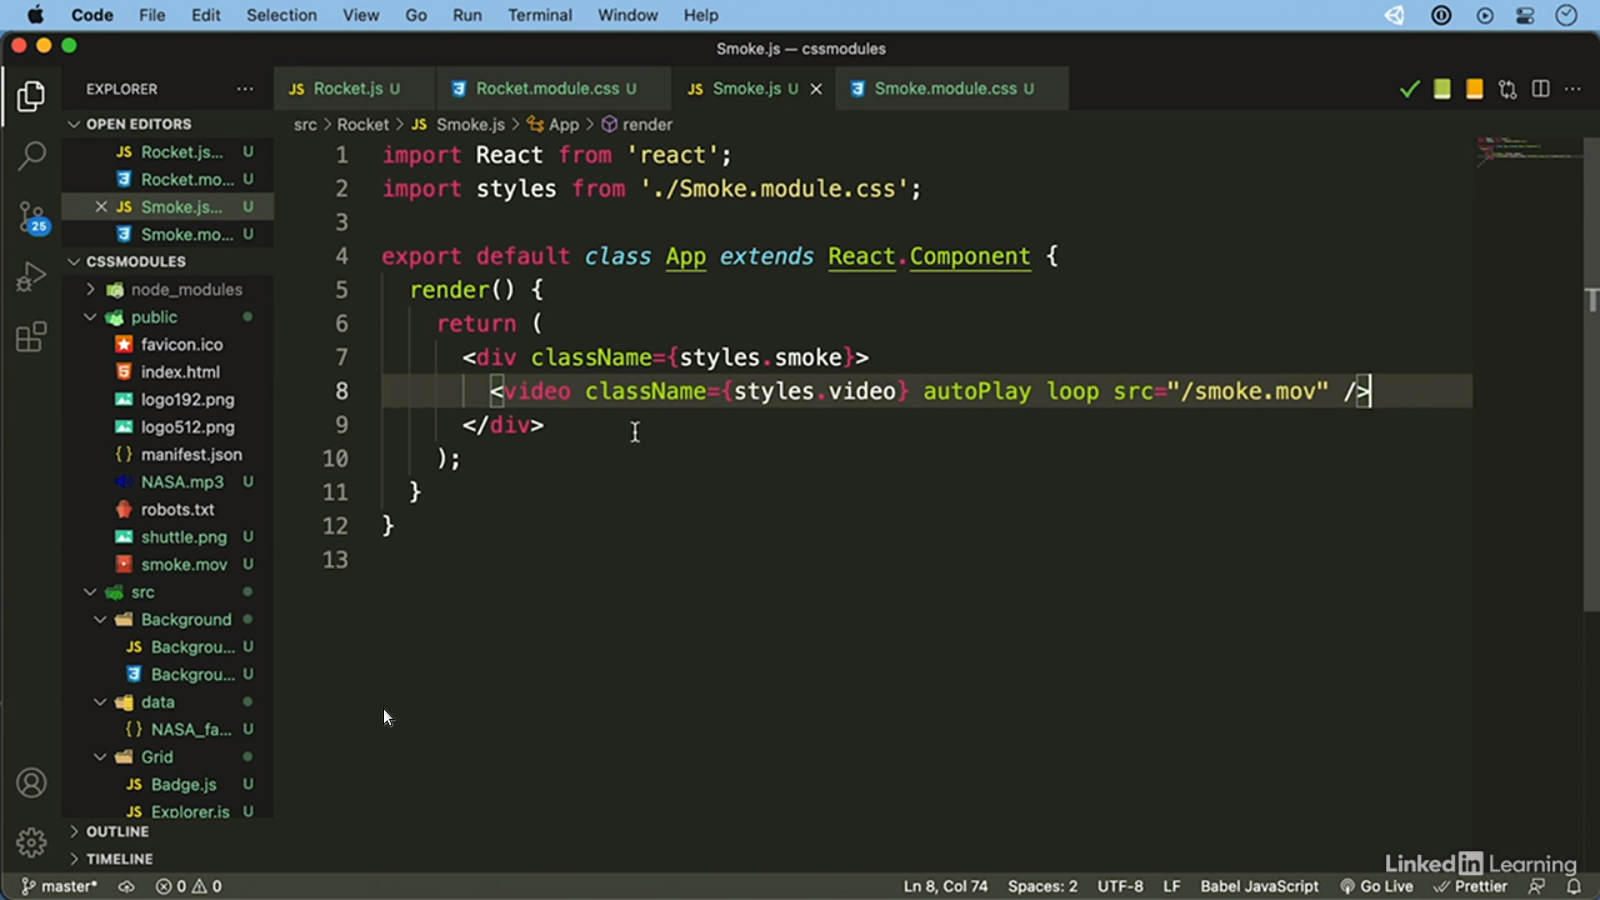 Code File Edit Selection View Go Run Terminal Window Help
Smoke.js — cssmodules
EXPLORER ···
JS Rocket.js U
Rocket.module.css U
JS Smoke.js U ×
Smoke.module.css U
OPEN EDITORS
JS Rocket.js... U
Rocket.mo... U
× JS Smoke.js... U
Smoke.mo... U
25
CSSMODULES
node_modules
public
favicon.ico
index.html
logo192.png
logo512.png
{} manifest.json
NASA.mp3 U
robots.txt
shuttle.png U
smoke.mov U
src
Background
JS Backgrou... U
Backgrou... U
data
{} NASA_fa... U
Grid
JS Badge.js U
JS Explorer.js U
OUTLINE
TIMELINE
src > Rocket > JS Smoke.js > App > render
1 import React from 'react';
2 import styles from './Smoke.module.css';
3
4 export default class App extends React.Component {
5 render() {
6 return (
7 <div className={styles.smoke}>
8 <video className={styles.video} autoPlay loop src="/smoke.mov" />
9 </div>
10 );
11 }
12 }
13
LinkedIn Learning
master* 0 0 Ln 8, Col 74 Spaces: 2 UTF-8 LF Babel JavaScript Go Live Prettier